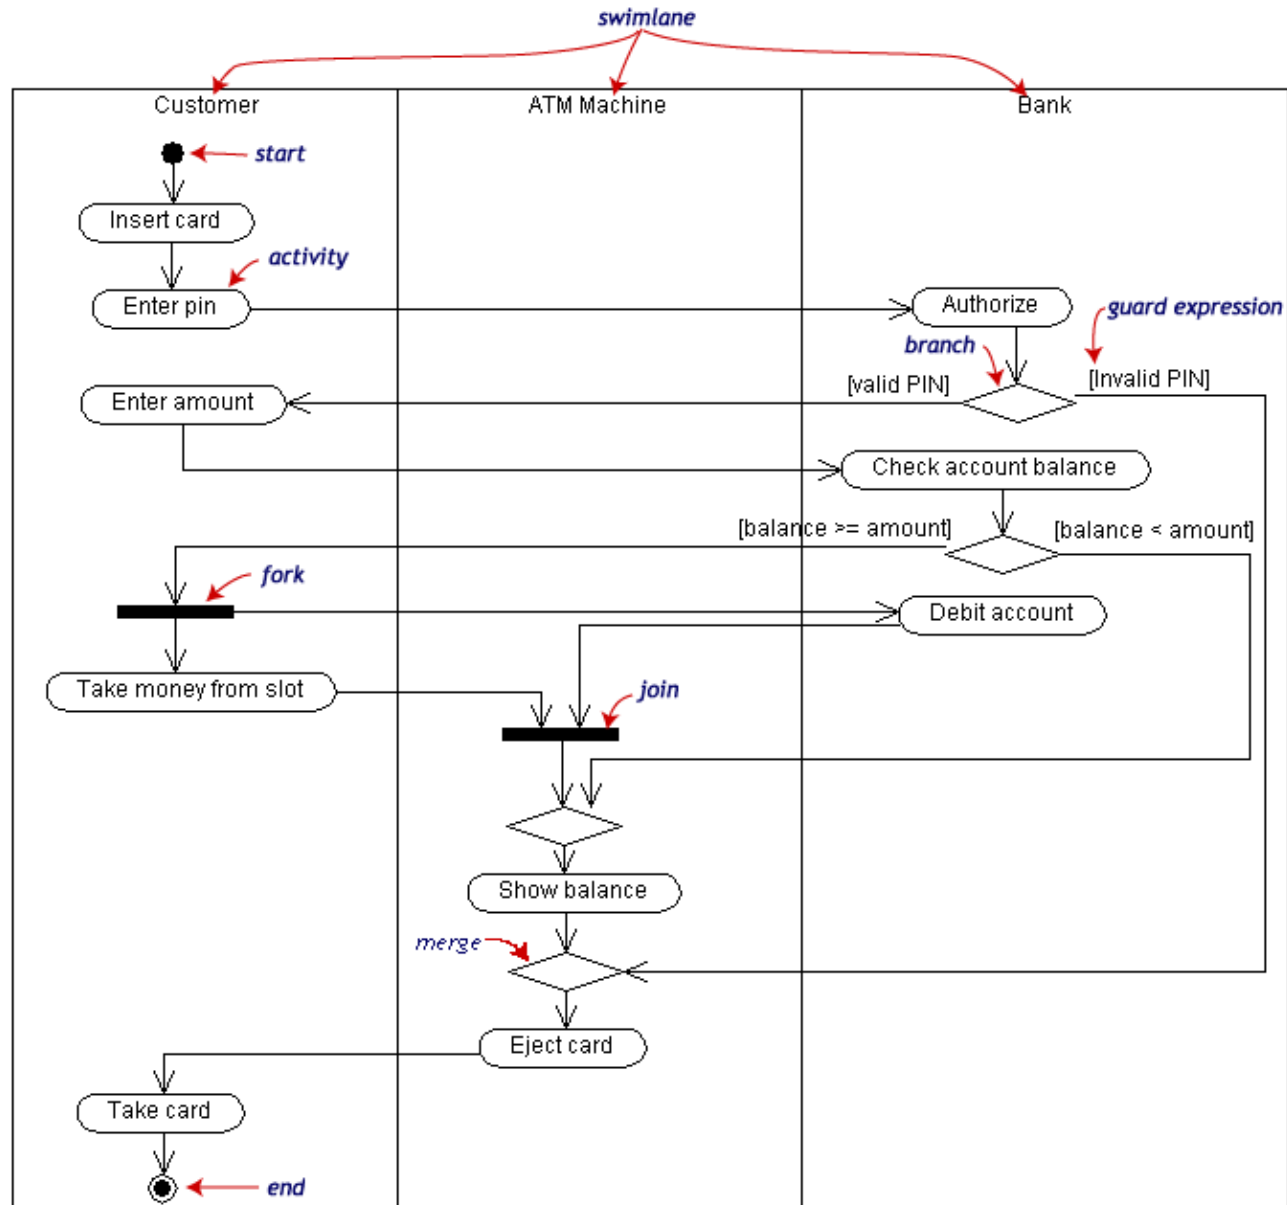 swimlane
Customer
ATM Machine
Bank
start
Insert card
activity
Enter pin
Authorize
guard expression
branch
[valid PIN]
[Invalid PIN]
Enter amount
Check account balance
[balance >= amount]
[balance < amount]
fork
Debit account
Take money from slot
join
Show balance
merge
Eject card
Take card
end